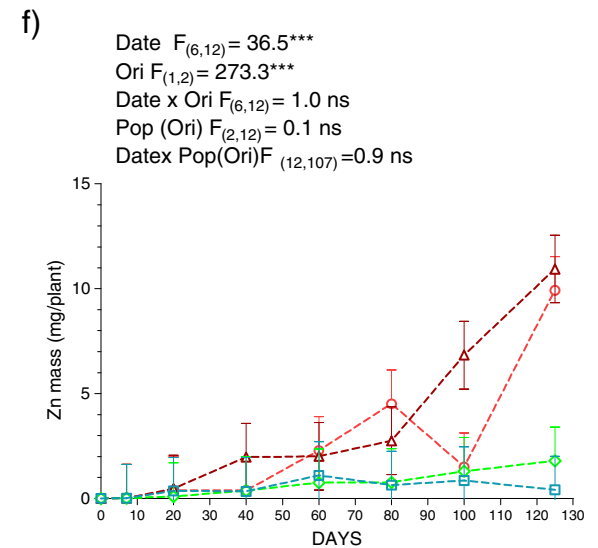 f)
Date F(6,12)= 36.5***
Ori F(1,2)= 273.3***
Date x Ori F(6,12)= 1.0 ns
Pop (Ori) F(2,12)= 0.1 ns
Datex Pop(Ori)F (12,107)=0.9 ns
15
10
5
0
Zn mass (mg/plant)
0 10 20 30 40 50 60 70 80 90 100 110 120 130
DAYS